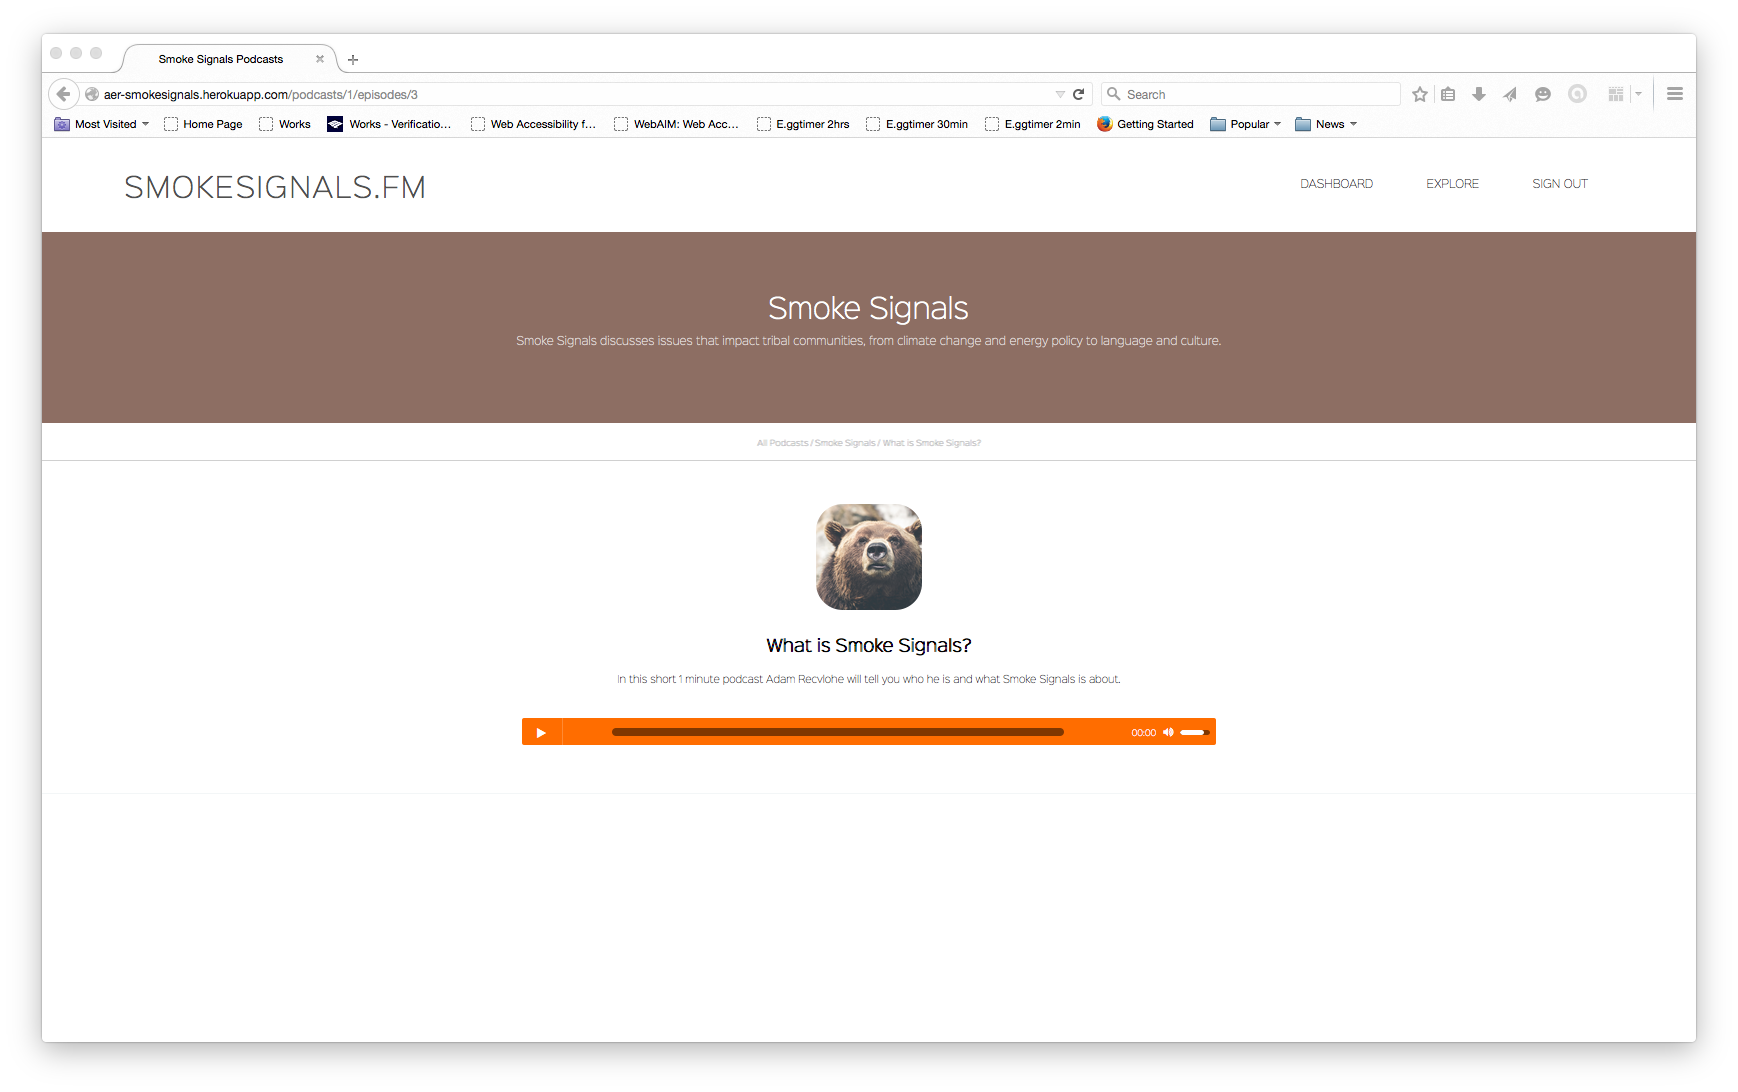 Smoke Signals Podcasts
aer-smokesignals.herokuapp.com/podcasts/1/episodes/3
Search
Most Visited
Home Page
Works
Works - Verificatio...
Web Accessibility f...
WebAIM: Web Acc...
E.ggtimer 2hrs
E.ggtimer 30min
E.ggtimer 2min
Getting Started
Popular
News
SMOKESIGNALS.FM
DASHBOARD
EXPLORE
SIGN OUT
Smoke Signals
Smoke Signals discusses issues that impact tribal communities, from climate change and energy policy to language and culture.
All Podcasts / Smoke Signals / What is Smoke Signals?
What is Smoke Signals?
In this short 1 minute podcast Adam Recvlohe will tell you who he is and what Smoke Signals is about.
00:00